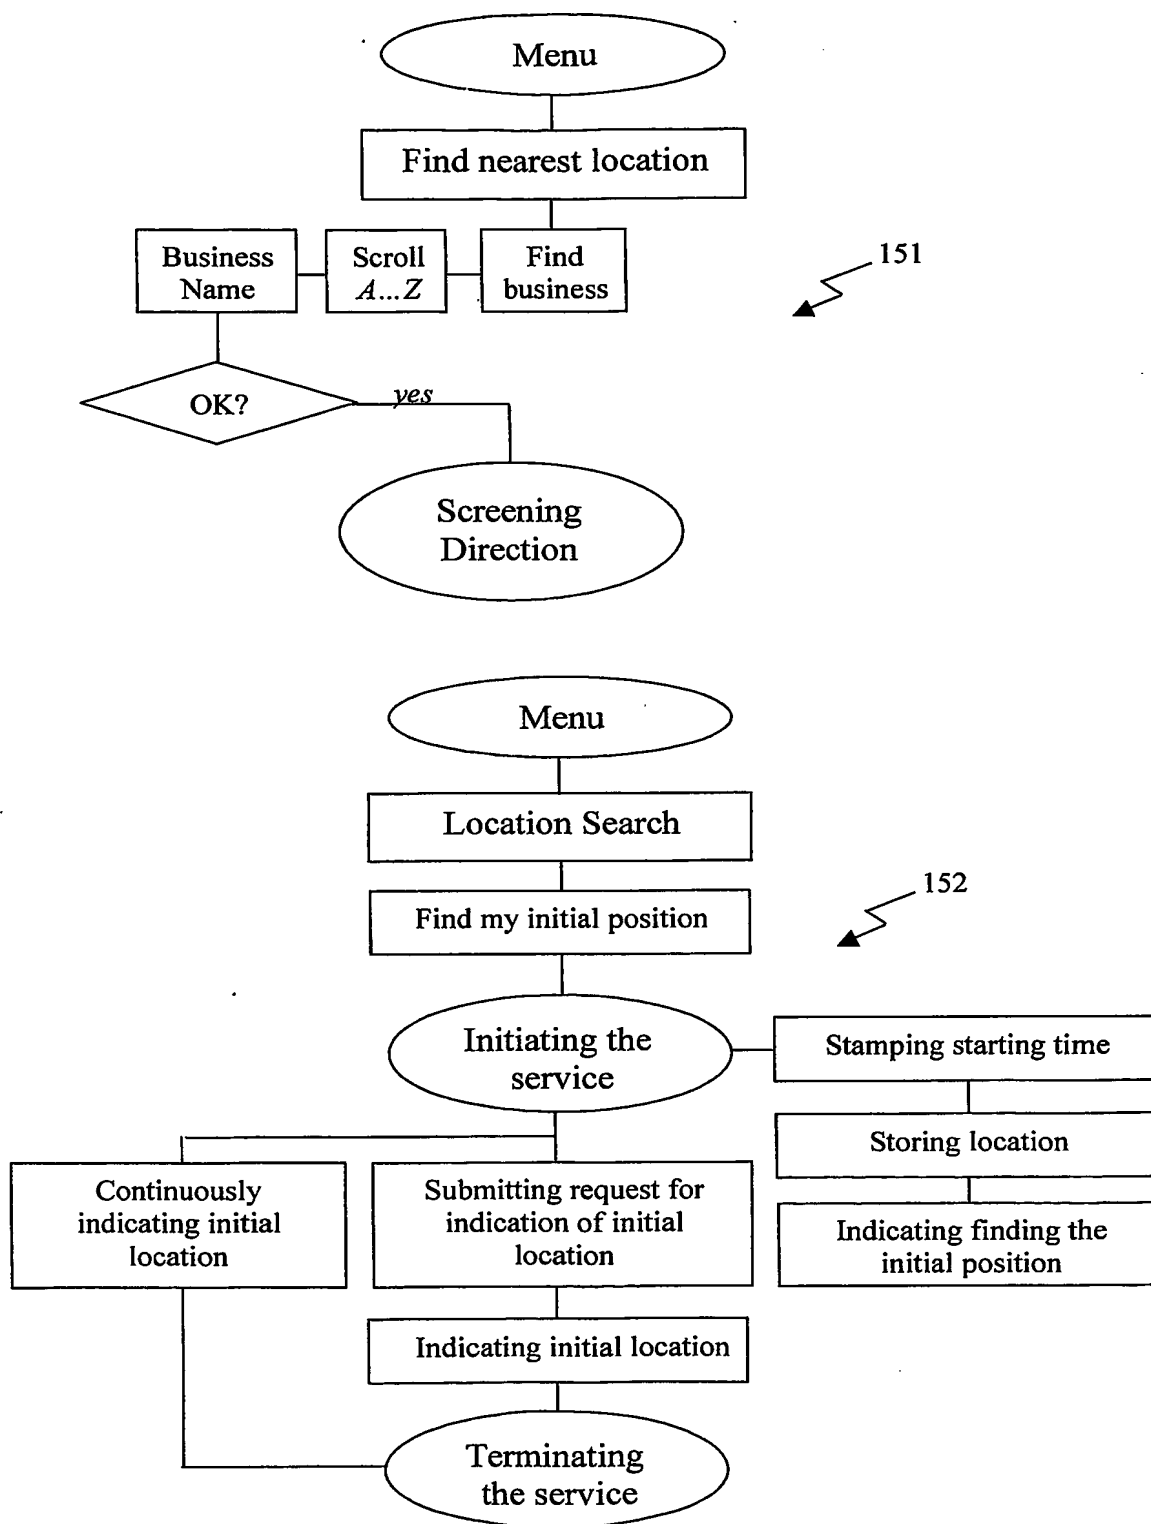 Menu
Find nearest location
Business
Name
Scroll
A...Z
Find
business
151
OK?
yes
Screening
Direction
Menu
Location Search
Find my initial position
152
Initiating the
service
Stamping starting time
Storing location
Indicating finding the
initial position
Continuously
indicating initial
location
Submitting request for
indication of initial
location
Indicating initial location
Terminating
the service